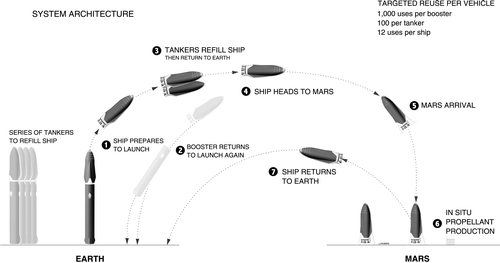 SYSTEM ARCHITECTURE
TARGETED REUSE PER VEHICLE
1,000 uses per booster
100 per tanker
12 uses per ship
3 TANKERS REFILL SHIP
THEN RETURN TO EARTH
4 SHIP HEADS TO MARS
5 MARS ARRIVAL
SERIES OF TANKERS
TO REFILL SHIP
1 SHIP PREPARES
TO LAUNCH
2 BOOSTER RETURNS
TO LAUNCH AGAIN
7 SHIP RETURNS
TO EARTH
6 IN SITU
PROPELLANT
PRODUCTION
EARTH
MARS